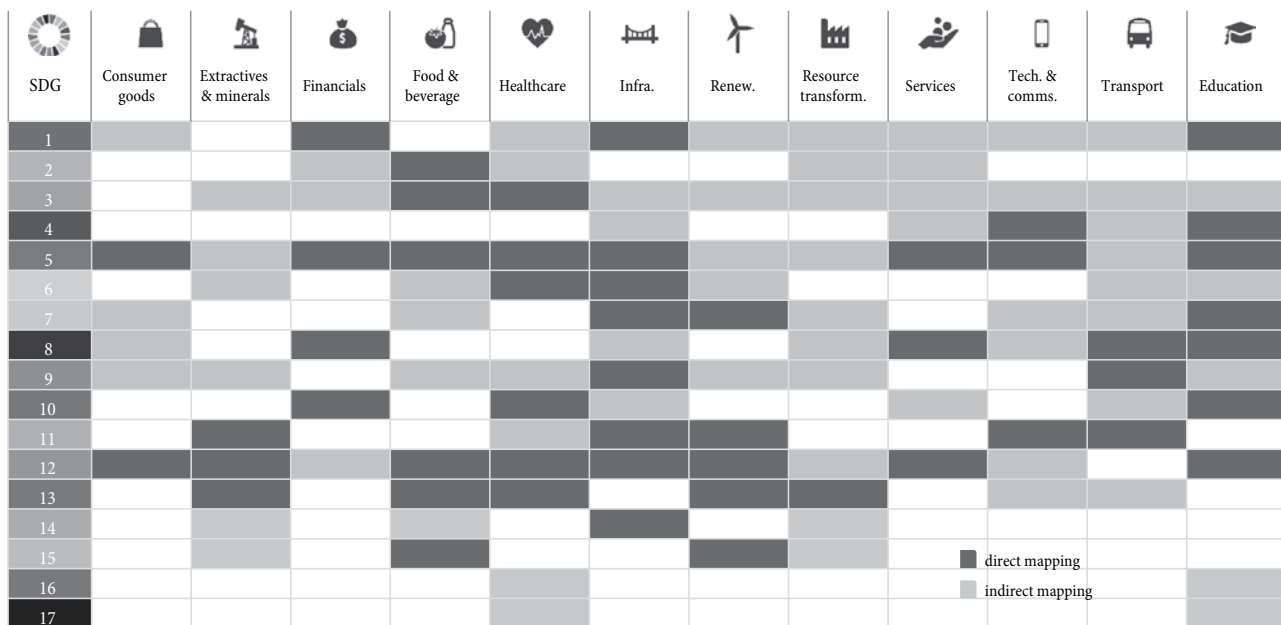 $
SDG
Consumer
goods
Extractives
& minerals
Financials
Food &
beverage
Healthcare
Infra.
Renew.
Resource
transform.
Services
Tech. &
comms.
Transport
Education
1
2
3
4
5
6
7
8
9
10
11
12
13
14
15
16
17
direct mapping
indirect mapping